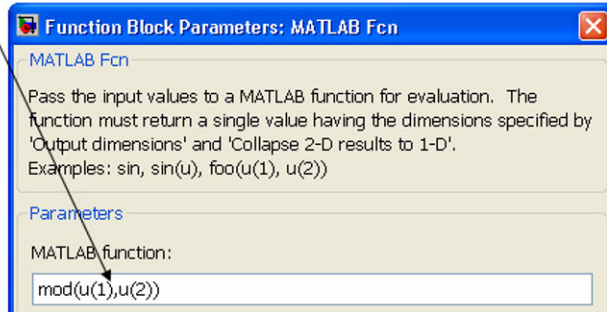 Function Block Parameters: MATLAB Fcn
MATLAB Fcn
Pass the input values to a MATLAB function for evaluation. The
function must return a single value having the dimensions specified by
'Output dimensions' and 'Collapse 2-D results to 1-D'.
Examples: sin, sin(u), foo(u(1), u(2))
Parameters
MATLAB function:
mod(u(1),u(2))